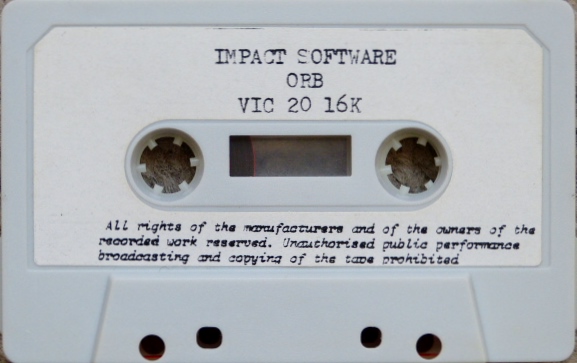 IMPACT SOFTWARE
ORB
VIC 20 16K
All rights of the manufacturers and of the owners of the
recorded work reserved. Unauthorised public performance
broadcasting and copying of the tape prohibited